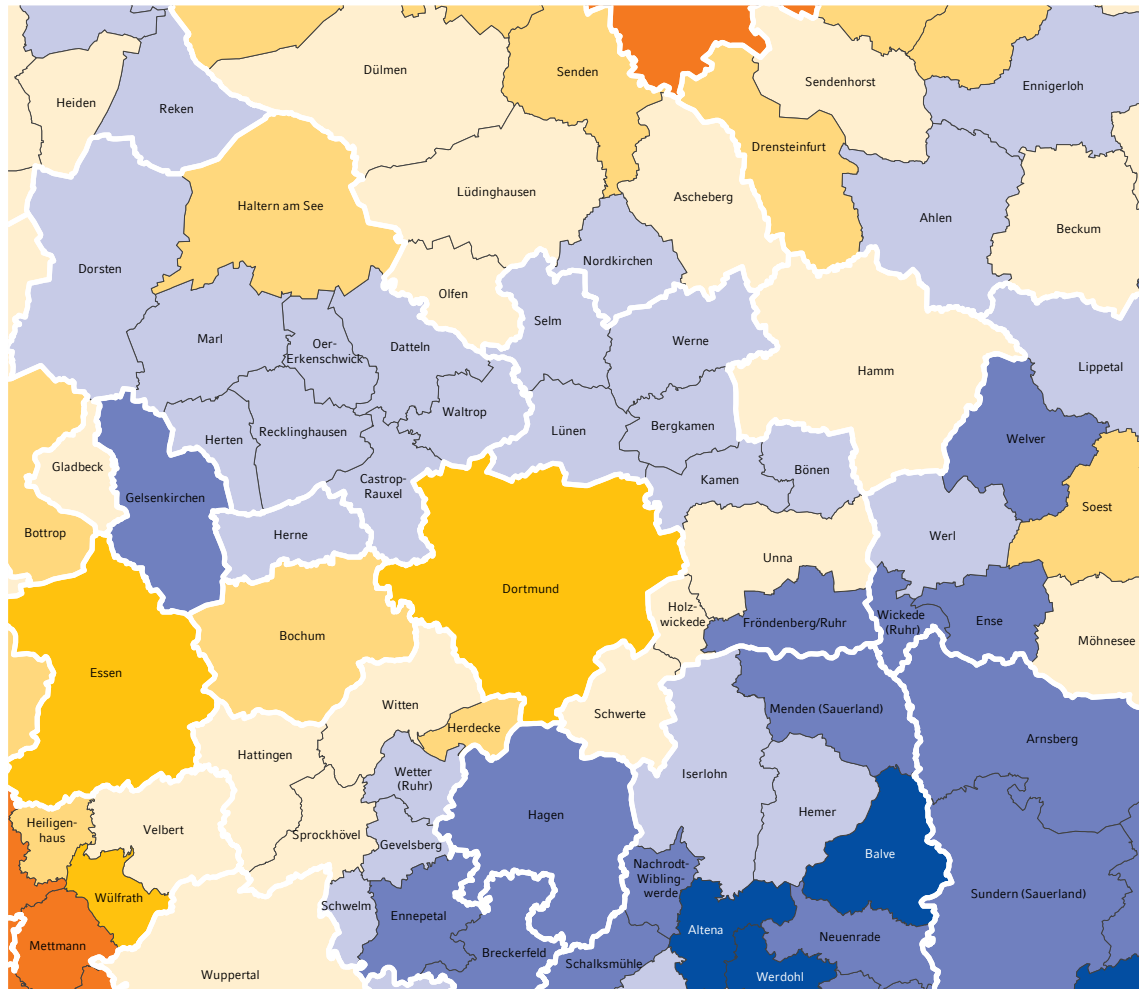 Dülmen
Senden
Sendenhorst
Ennigerloh
Heiden
Reken
Drensteinfurt
Lüdinghausen
Ascheberg
Haltern am See
Ahlen
Beckum
Dorsten
Nordkirchen
Olfen
Selm
Marl
Oer-
Erkenschwick
Datteln
Werne
Hamm
Lippetal
Waltrop
Herten
Recklinghausen
Lünen
Bergkamen
Welver
Gladbeck
Gelsenkirchen
Castrop-
Rauxel
Kamen
Bönen
Soest
Bottrop
Herne
Werl
Unna
Dortmund
Holz-
wickede
Fröndenberg/Ruhr
Wickede
(Ruhr)
Ense
Bochum
Möhnesee
Essen
Witten
Schwerte
Menden (Sauerland)
Herdecke
Arnsberg
Hattingen
Wetter
(Ruhr)
Iserlohn
Hemer
Hagen
Heiligen-
haus
Velbert
Sprockhövel
Gevelsberg
Balve
Nachrodt-
Wibling-
werde
Wülfrath
Schwelm
Ennepetal
Sundern (Sauerland)
Altena
Neuenrade
Mettmann
Breckerfeld
Schalksmühle
Wuppertal
Werdohl